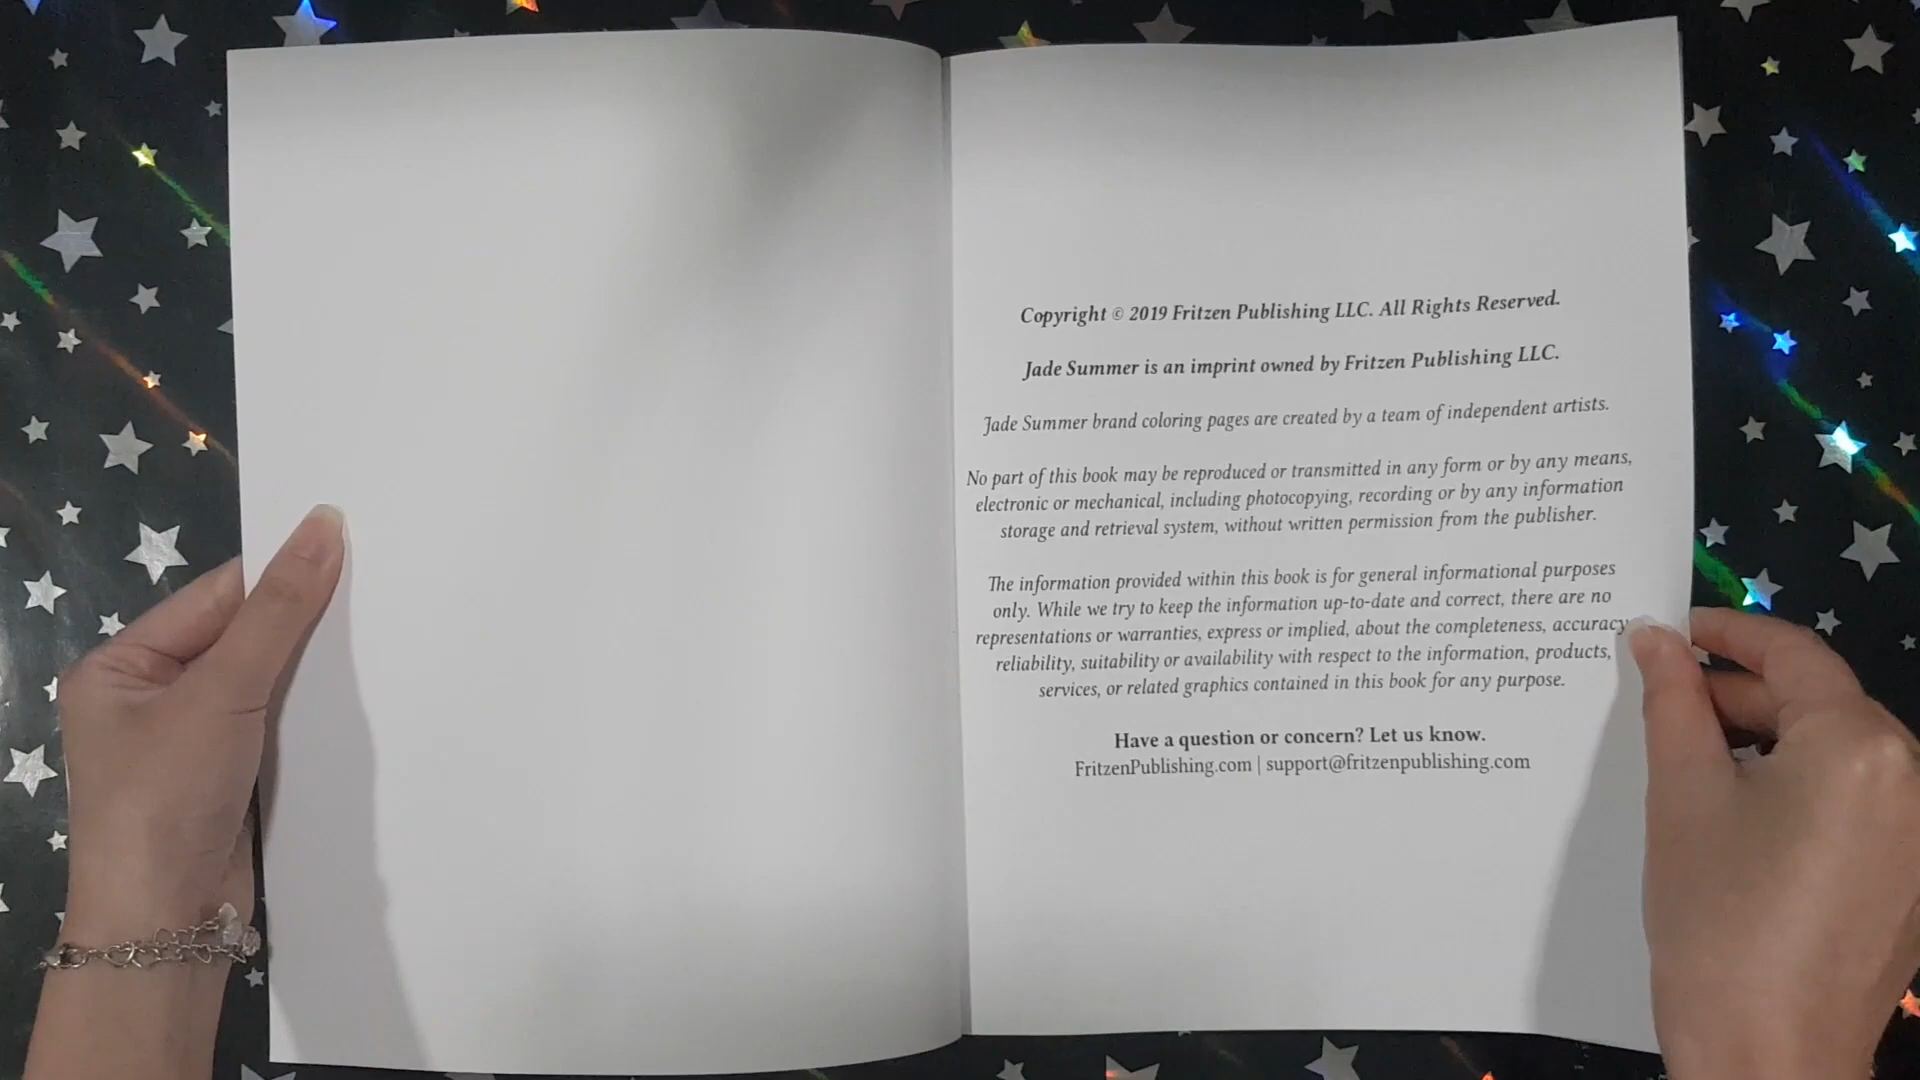 Copyright © 2019 Fritzen Publishing LLC. All Rights Reserved.
Jade Summer is an imprint owned by Fritzen Publishing LLC.
Jade Summer brand coloring pages are created by a team of independent artists.
No part of this book may be reproduced or transmitted in any form or by any means,
electronic or mechanical, including photocopying, recording or by any information
storage and retrieval system, without written permission from the publisher.
The information provided within this book is for general informational purposes
only. While we try to keep the information up-to-date and correct, there are no
representations or warranties, express or implied, about the completeness, accuracy
reliability, suitability or availability with respect to the information, products,
services, or related graphics contained in this book for any purpose.
Have a question or concern? Let us know.
FritzenPublishing.com | support@fritzenpublishing.com